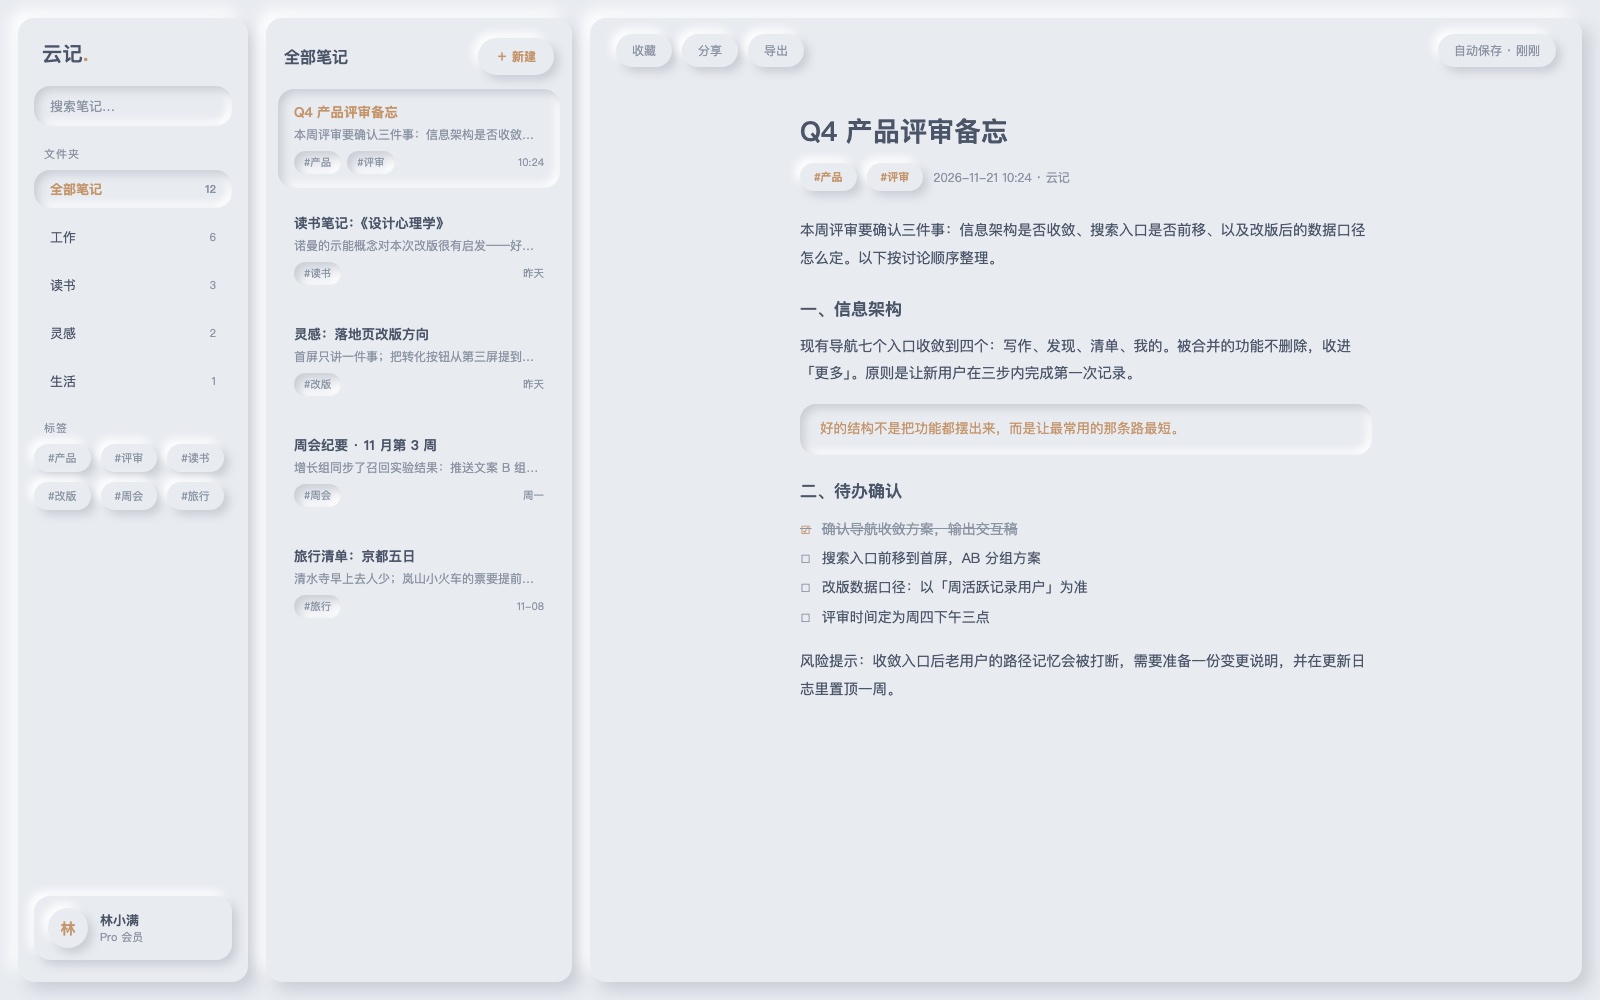 云记.
搜索笔记...
文件夹
全部笔记 12
工作 6
读书 3
灵感 2
生活 1
标签
#产品 #评审 #读书
#改版 #周会 #旅行
林
林小满
Pro 会员
全部笔记
+ 新建
Q4 产品评审备忘
本周评审要确认三件事：信息架构是否收敛...
#产品 #评审 10:24
读书笔记：《设计心理学》
诺曼的示能概念对本次改版很有启发——好...
#读书 昨天
灵感：落地页改版方向
首屏只讲一件事；把转化按钮从第三屏提到...
#改版 昨天
周会纪要 · 11 月第 3 周
增长组同步了召回实验结果：推送文案 B 组...
#周会 周一
旅行清单：京都五日
清水寺早上去人少；岚山小火车的票要提前...
#旅行 11-08
收藏 分享 导出
自动保存 · 刚刚
Q4 产品评审备忘
#产品 #评审 2026-11-21 10:24 · 云记
本周评审要确认三件事：信息架构是否收敛、搜索入口是否前移、以及改版后的数据口径
怎么定。以下按讨论顺序整理。
一、信息架构
现有导航七个入口收敛到四个：写作、发现、清单、我的。被合并的功能不删除，收进
「更多」。原则是让新用户在三步内完成第一次记录。
好的结构不是把功能都摆出来，而是让最常用的那条路最短。
二、待办确认
☑ 确认导航收敛方案，输出交互稿
☐ 搜索入口前移到首屏，AB 分组方案
☐ 改版数据口径：以「周活跃记录用户」为准
☐ 评审时间定为周四下午三点
风险提示：收敛入口后老用户的路径记忆会被打断，需要准备一份变更说明，并在更新日
志里置顶一周。